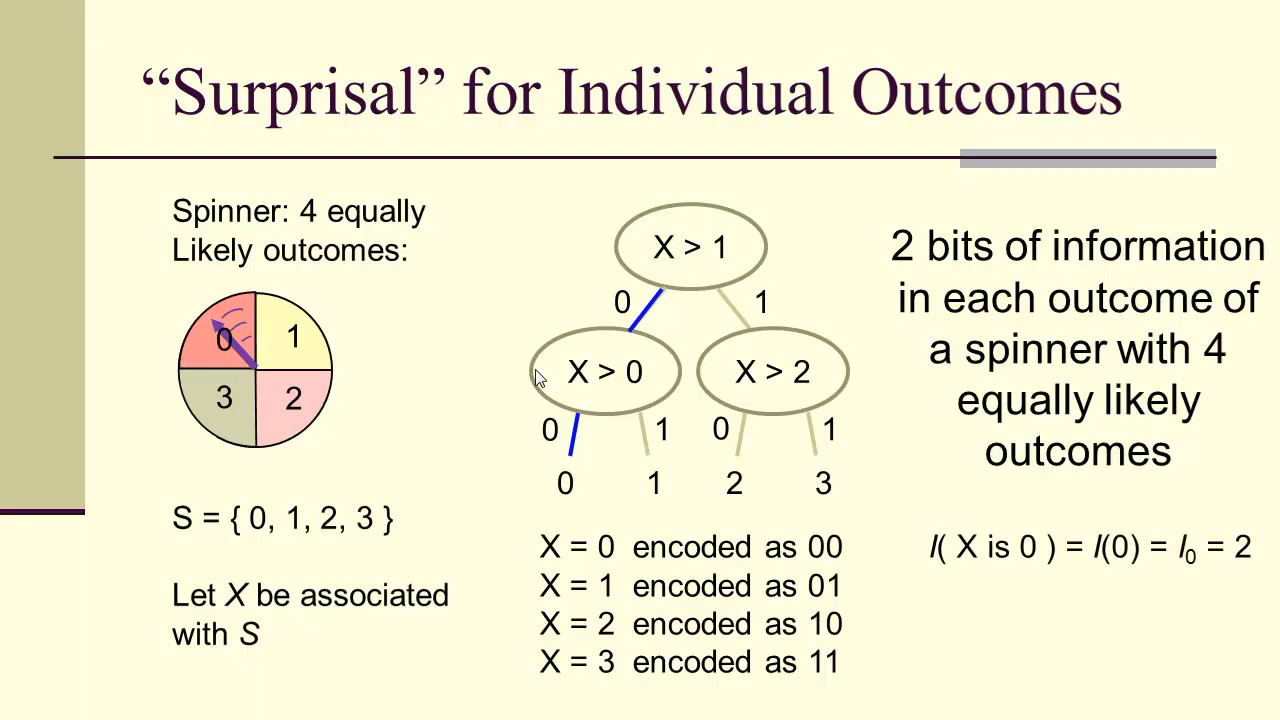 “Surprisal” for Individual Outcomes
Spinner: 4 equally
Likely outcomes:
0
1
3
2
S = { 0, 1, 2, 3 }
Let X be associated
with S
X > 1
0
1
X > 0
X > 2
0
1
0
1
0
1
2
3
X = 0 encoded as 00
X = 1 encoded as 01
X = 2 encoded as 10
X = 3 encoded as 11
2 bits of information
in each outcome of
a spinner with 4
equally likely
outcomes
I( X is 0 ) = I(0) = I₀ = 2